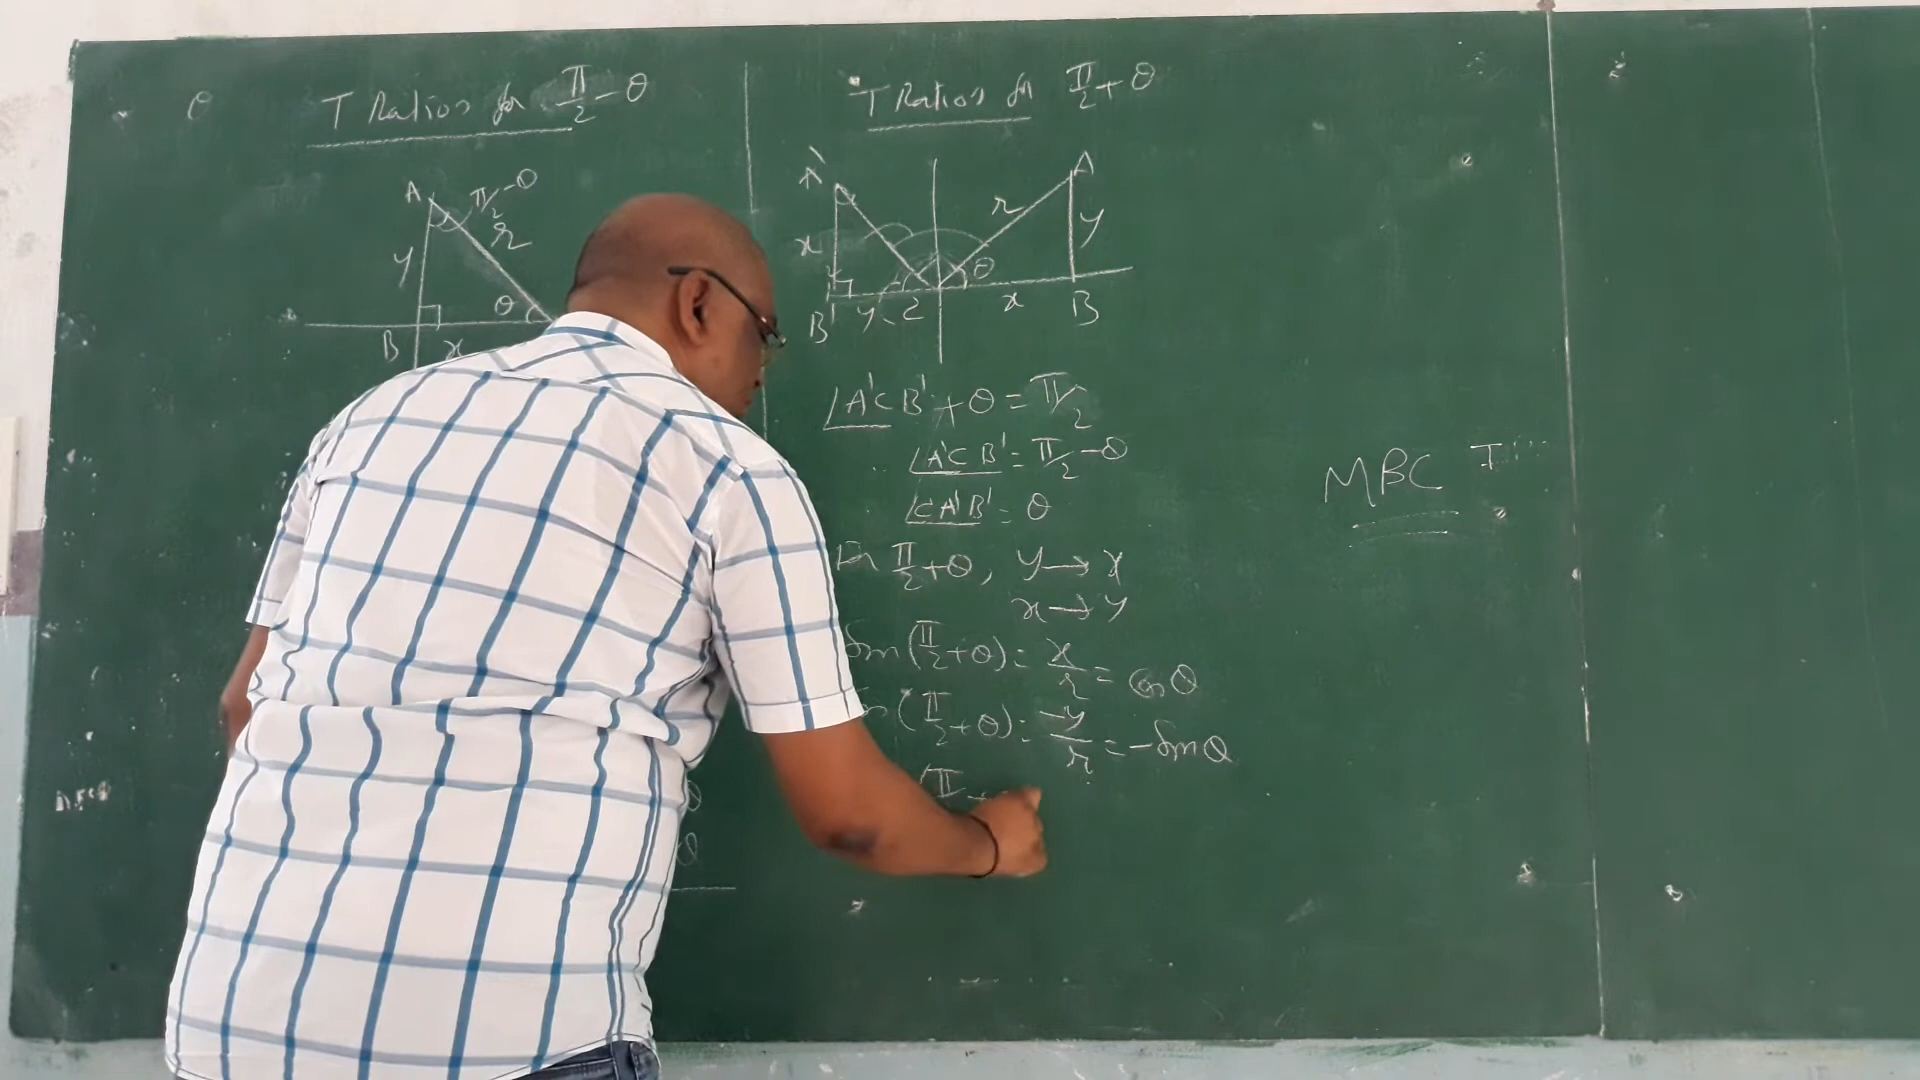 θ
T Ratios for π/2 - θ
A π/2 - θ
r
y
θ
B x
T Ratios for π/2 + θ
A' A
x r y
θ
B' y C x B
∠A'CB' + θ = π/2
∠A'CB' = π/2 - θ
∠CA'B' = θ
For π/2 + θ, y → x
x → y
Sin (π/2 + θ) = x/r = Cos θ
(π/2 + θ) = -y/r = -Sin θ
(π/2 +
θ
θ
MBC